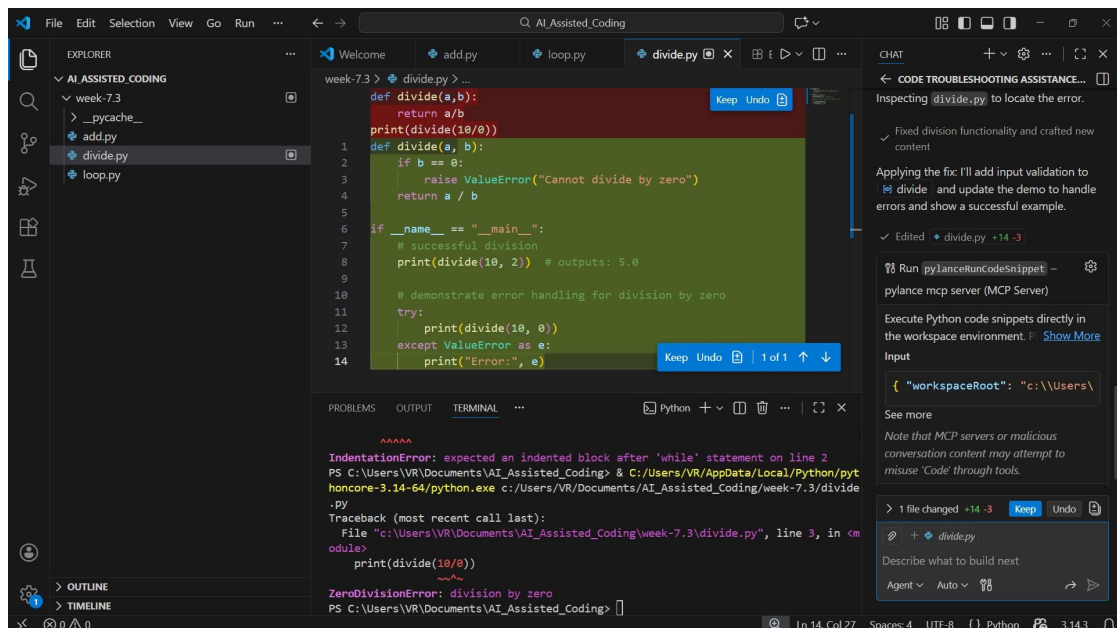 File Edit Selection View Go Run ···
AI_Assisted_Coding
EXPLORER ···
AI_ASSISTED_CODING
week-7.3
__pycache__
add.py
divide.py
loop.py
OUTLINE
TIMELINE
Welcome add.py loop.py divide.py
week-7.3 > divide.py > ...
def divide(a,b):
    return a/b
print(divide(10/0))
Keep Undo
1 def divide(a, b):
2     if b == 0:
3         raise ValueError("Cannot divide by zero")
4     return a / b
5
6 if __name__ == "__main__":
7     # successful division
8     print(divide(10, 2))  # outputs: 5.0
9
10     # demonstrate error handling for division by zero
11     try:
12         print(divide(10, 0))
13     except ValueError as e:
14         print("Error:", e)
Keep Undo 1 of 1
PROBLEMS OUTPUT TERMINAL ··· Python
^^^^^
IndentationError: expected an indented block after 'while' statement on line 2
PS C:\Users\VR\Documents\AI_Assisted_Coding> & C:/Users/VR/AppData/Local/Python/pyt
honcore-3.14-64/python.exe c:/Users/VR/Documents/AI_Assisted_Coding/week-7.3/divide
.py
Traceback (most recent call last):
  File "c:\Users\VR\Documents\AI_Assisted_Coding\week-7.3\divide.py", line 3, in <m
odule>
    print(divide(10/0))
~~^~
ZeroDivisionError: division by zero
PS C:\Users\VR\Documents\AI_Assisted_Coding>
CHAT
CODE TROUBLESHOOTING ASSISTANCE...
Inspecting divide.py to locate the error.
Fixed division functionality and crafted new
content
Applying the fix: I'll add input validation to
divide and update the demo to handle
errors and show a successful example.
Edited divide.py +14 -3
Run pylanceRunCodeSnippet –
pylance mcp server (MCP Server)
Execute Python code snippets directly in
the workspace environment. P Show More
Input
{ "workspaceRoot": "c:\\Users\
See more
Note that MCP servers or malicious
conversation content may attempt to
misuse 'Code' through tools.
1 file changed +14 -3 Keep Undo
divide.py
Describe what to build next
Agent Auto
1
0 0 Ln 14, Col 27 Spaces: 4 UTF-8 {} Python 3.14.3